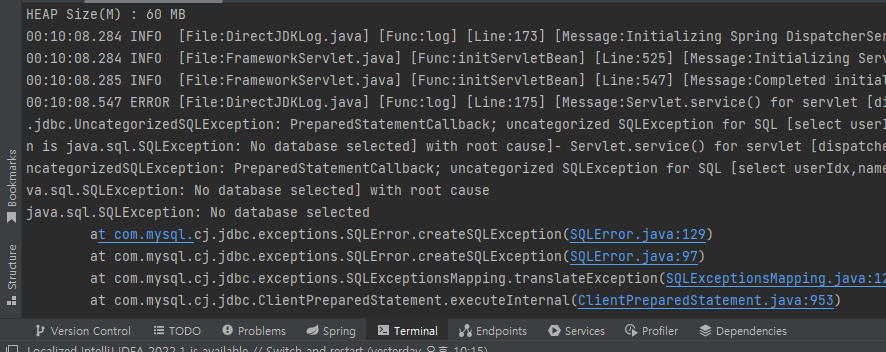 HEAP Size(M) : 60 MB
00:10:08.284 INFO  [File:DirectJDKLog.java] [Func:log] [Line:173] [Message:Initializing Spring DispatcherSer
00:10:08.284 INFO  [File:FrameworkServlet.java] [Func:initServletBean] [Line:525] [Message:Initializing Serv
00:10:08.285 INFO  [File:FrameworkServlet.java] [Func:initServletBean] [Line:547] [Message:Completed initial
00:10:08.547 ERROR [File:DirectJDKLog.java] [Func:log] [Line:175] [Message:Servlet.service() for servlet [di
.jdbc.UncategorizedSQLException: PreparedStatementCallback; uncategorized SQLException for SQL [select userI
n is java.sql.SQLException: No database selected] with root cause]- Servlet.service() for servlet [dispatche
ncategorizedSQLException: PreparedStatementCallback; uncategorized SQLException for SQL [select userIdx,name
va.sql.SQLException: No database selected] with root cause
java.sql.SQLException: No database selected
at com.mysql.cj.jdbc.exceptions.SQLError.createSQLException(SQLError.java:129)
at com.mysql.cj.jdbc.exceptions.SQLError.createSQLException(SQLError.java:97)
at com.mysql.cj.jdbc.exceptions.SQLExceptionsMapping.translateException(SQLExceptionsMapping.java:12
at com.mysql.cj.jdbc.ClientPreparedStatement.executeInternal(ClientPreparedStatement.java:953)
Bookmarks
Structure
Version Control TODO Problems Spring Terminal Endpoints Services Profiler Dependencies
Localized IntelliJ IDEA 2022.1 is available // Switch and restart (yesterday 오후 10:15)